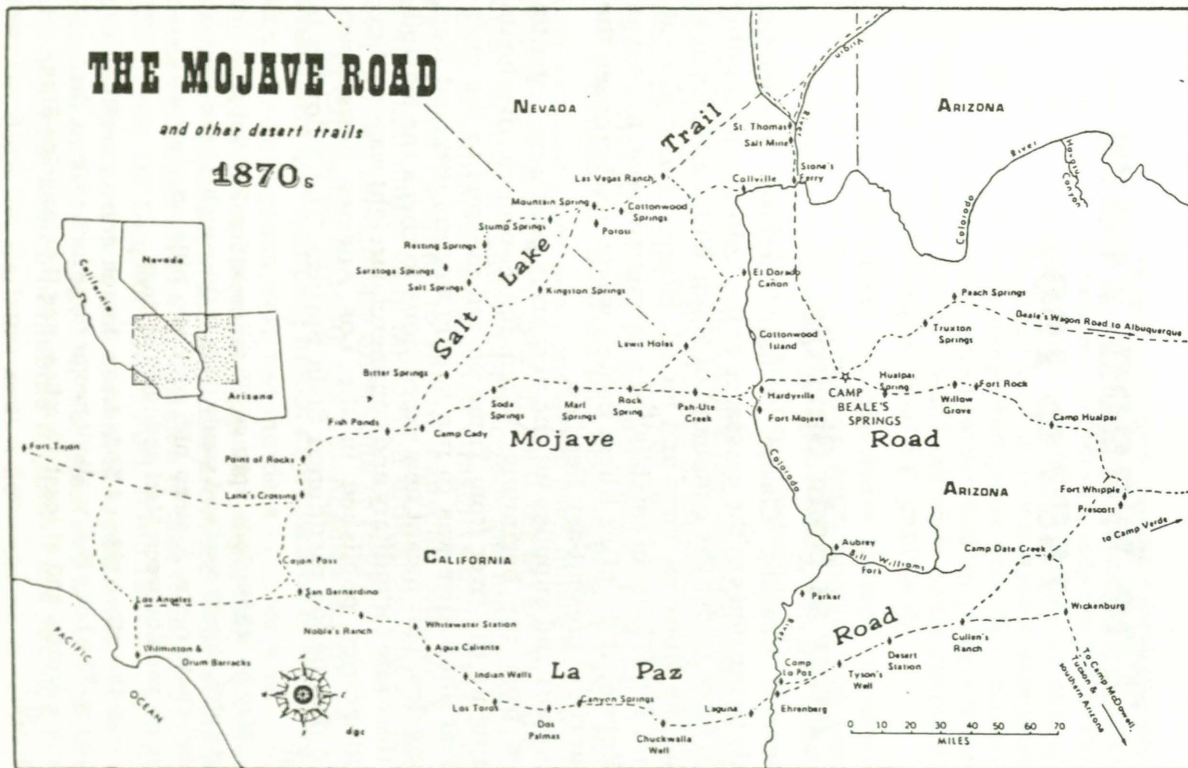 THE MOJAVE ROAD
and other desert trails
1870s
NEVADA
ARIZONA
Virgin
River
St. Thomas
Salt Mine
Stone's
Ferry
Callville
Las Vegas Ranch
Salt Lake Trail
Mountain Spring
Cottonwood
Springs
Potosi
Stump Springs
Resting Springs
Saratoga Springs
Salt Springs
Kingston Springs
Colorado
River
Havasu
Canyon
El Dorado
Cañon
Cottonwood
Island
Lewis Holes
Peach Springs
Beale's Wagon Road to Albuquerque
Truxton
Springs
California
Nevada
Arizona
Bitter Springs
Soda
Springs
Marl
Springs
Rock
Spring
Pah-Ute
Creek
Hardyville
Fort Mojave
CAMP
BEALE'S
SPRINGS
Hualpai
Spring
Willow
Grove
Fort Rock
Camp Hualpai
Fish Ponds
Camp Cady
Mojave Road
Fort Tejon
Point of Rocks
Lane's Crossing
Colorado
ARIZONA
Fort Whipple
Prescott
to Camp Verde
CALIFORNIA
Cajon Pass
Aubrey
Bill Williams
Fork
Camp Date Creek
Los Angeles
San Bernardino
Parker
River
Wickenburg
Noble's Ranch
Whitewater Station
PACIFIC
OCEAN
Wilminton &
Drum Barracks
Agua Caliente
Indian Wells
Los Toros
La Paz Road
Dos
Palmas
Canyon Springs
Chuckwalla
Well
Laguna
Camp
La Paz
Ehrenberg
Tyson's
Well
Desert
Station
Cullen's
Ranch
To Camp McDowell,
Tucson &
southern Arizona
dgc
0 10 20 30 40 50 60 70
MILES